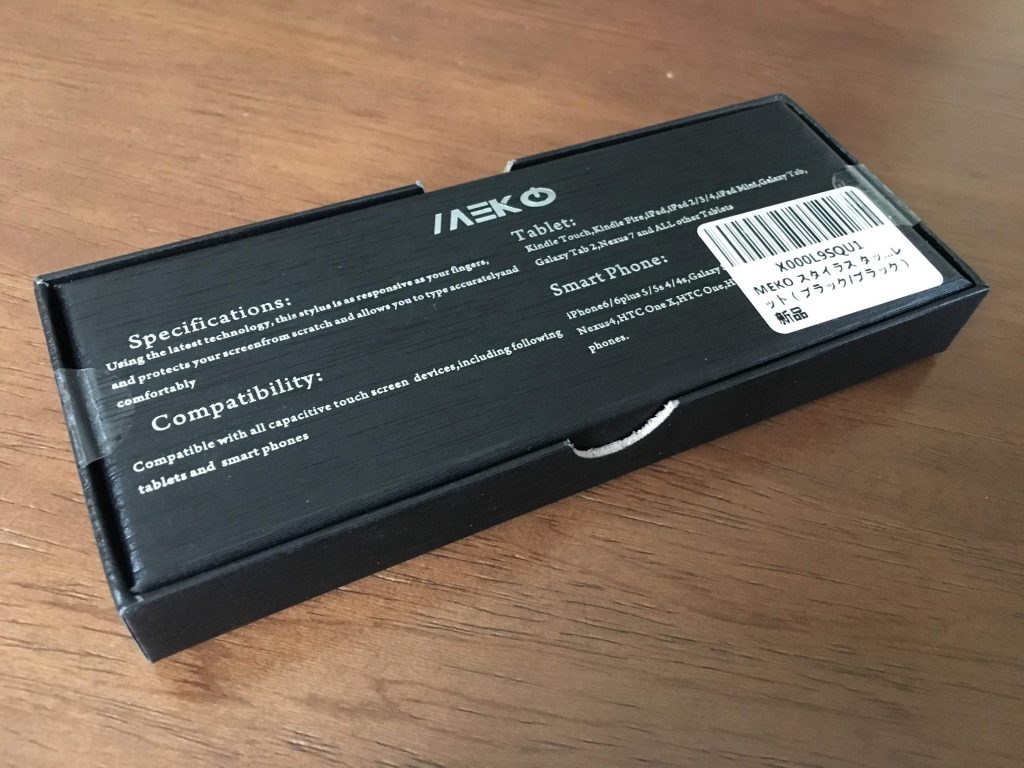 MEKO
Specifications:
Using the latest technology, this stylus is as responsive as your fingers,
and protects your screenfrom scratch and allows you to type accuratelyand
comfortably
Compatibility:
Compatible with all capacitive touch screen devices,including following
tablets and smart phones
Tablet:
Kindle Touch,Kindle Fire,iPad,iPad 2/3/4,iPad Mini,Galaxy Tab,
Galaxy Tab 2,Nexus 7 and ALL other Tablets
Smart Phone:
iPhone6/6plus 5/5s 4/4s,Galaxy
Nexus4,HTC One X,HTC One,H
phones.
X000L9SQU1
MEKO スタイラス タッ...レ
ット ( ブラック/ブラック )
新品